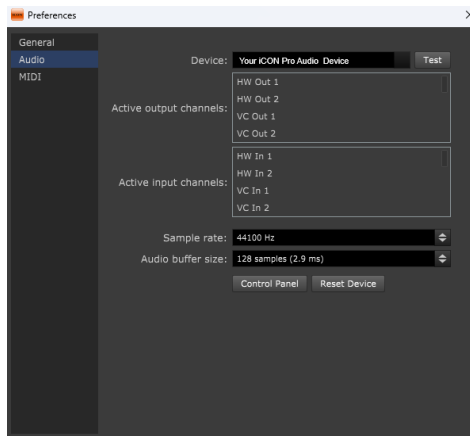 Preferences
General
Audio
MIDI
Device:
Your iCON Pro Audio Device
Test
Active output channels:
HW Out 1
HW Out 2
VC Out 1
VC Out 2
Active input channels:
HW In 1
HW In 2
VC In 1
VC In 2
Sample rate:
44100 Hz
Audio buffer size:
128 samples (2.9 ms)
Control Panel
Reset Device